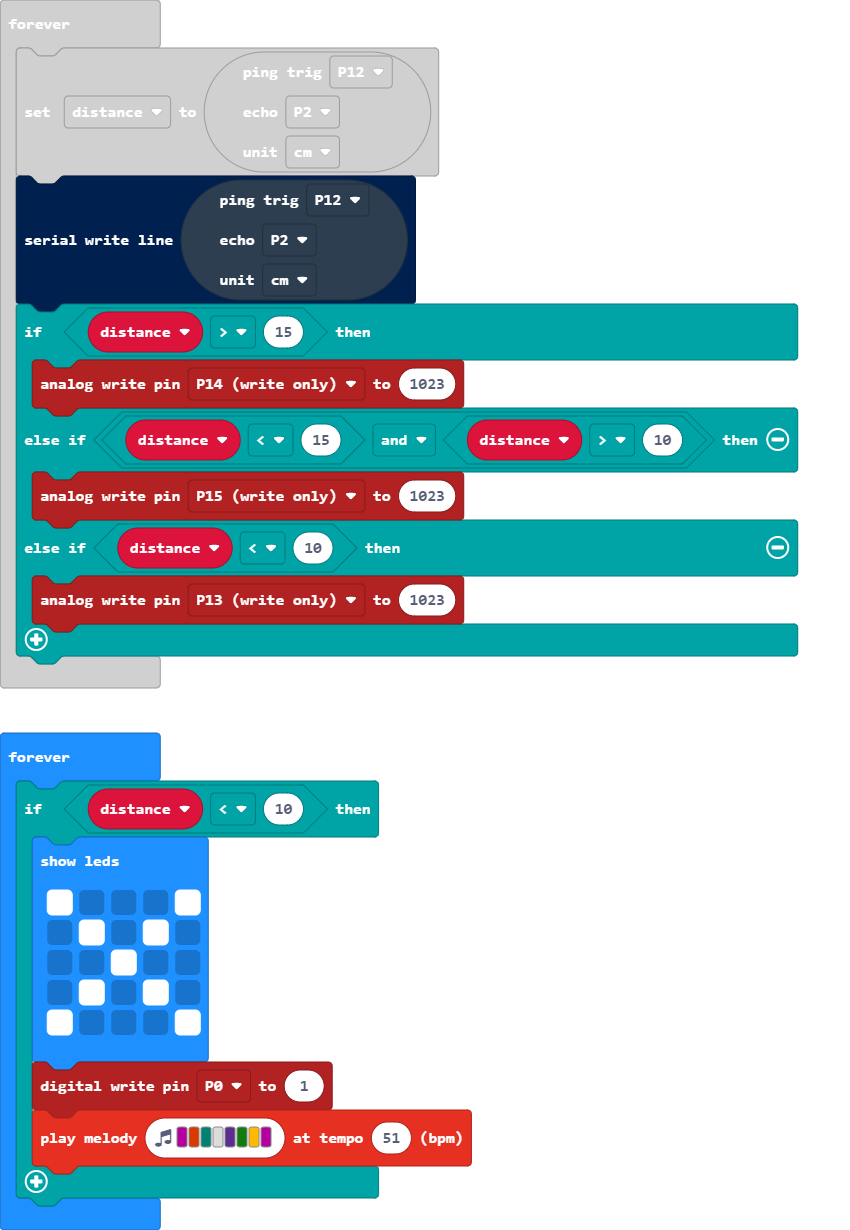 forever
ping trig P12
set distance to echo P2
unit cm
ping trig P12
serial write line echo P2
unit cm
if distance > 15 then
analog write pin P14 (write only) to 1023
else if distance < 15 and distance > 10 then
analog write pin P15 (write only) to 1023
else if distance < 10 then
analog write pin P13 (write only) to 1023
forever
if distance < 10 then
show leds
digital write pin P0 to 1
play melody at tempo 51 (bpm)